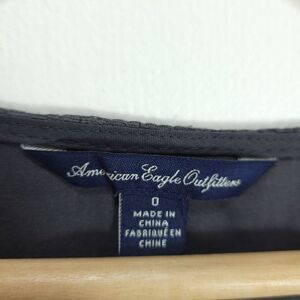 American Eagle Outfitters
0
MADE IN
CHINA
FABRIQUÉ EN
CHINE